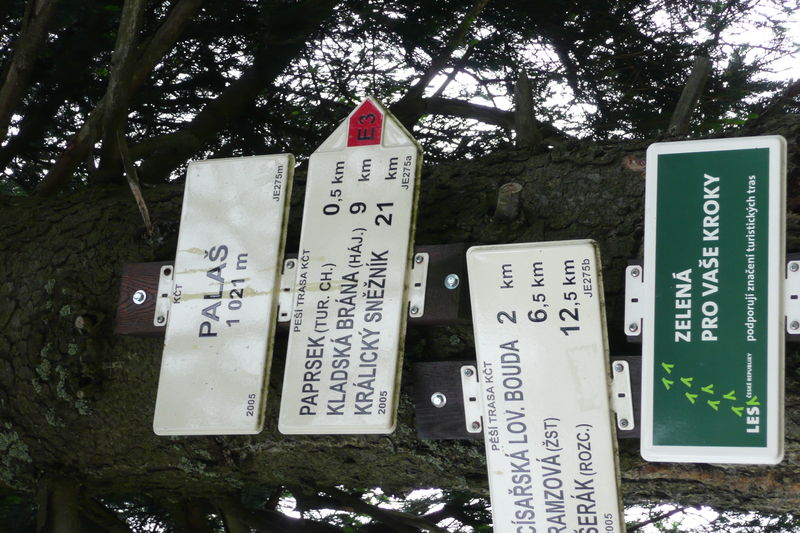 PALAŠ
1 021 m
KČT
2005
JE275m
E3
PĚŠÍ TRASA KČT
PAPRSEK (TUR. CH.) 0,5 km
KLADSKÁ BRÁNA (HÁJ.) 9 km
KRÁLICKÝ SNĚŽNÍK 21 km
2005
JE275a
PĚŠÍ TRASA KČT
CÍSAŘSKÁ LOV. BOUDA 2 km
RAMZOVÁ (ŽST) 6,5 km
ŠERÁK (ROZC.) 12,5 km
2005
JE275b
ZELENÁ
PRO VAŠE KROKY
LESY ČESKÉ REPUBLIKY podporují značení turistických tras